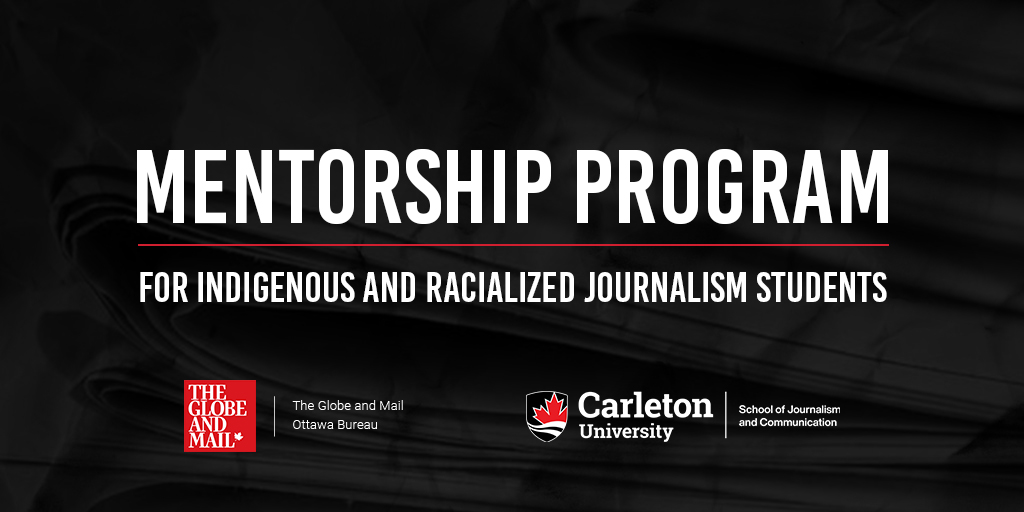 MENTORSHIP PROGRAM
FOR INDIGENOUS AND RACIALIZED JOURNALISM STUDENTS
THE
GLOBE
AND
MAIL
The Globe and Mail
Ottawa Bureau
Carleton
University
School of Journalism
and Communication